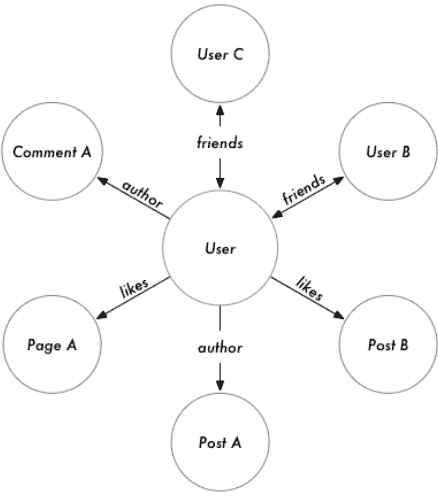 User C
friends
Comment A
User B
author
friends
User
likes
likes
Page A
author
Post B
Post A